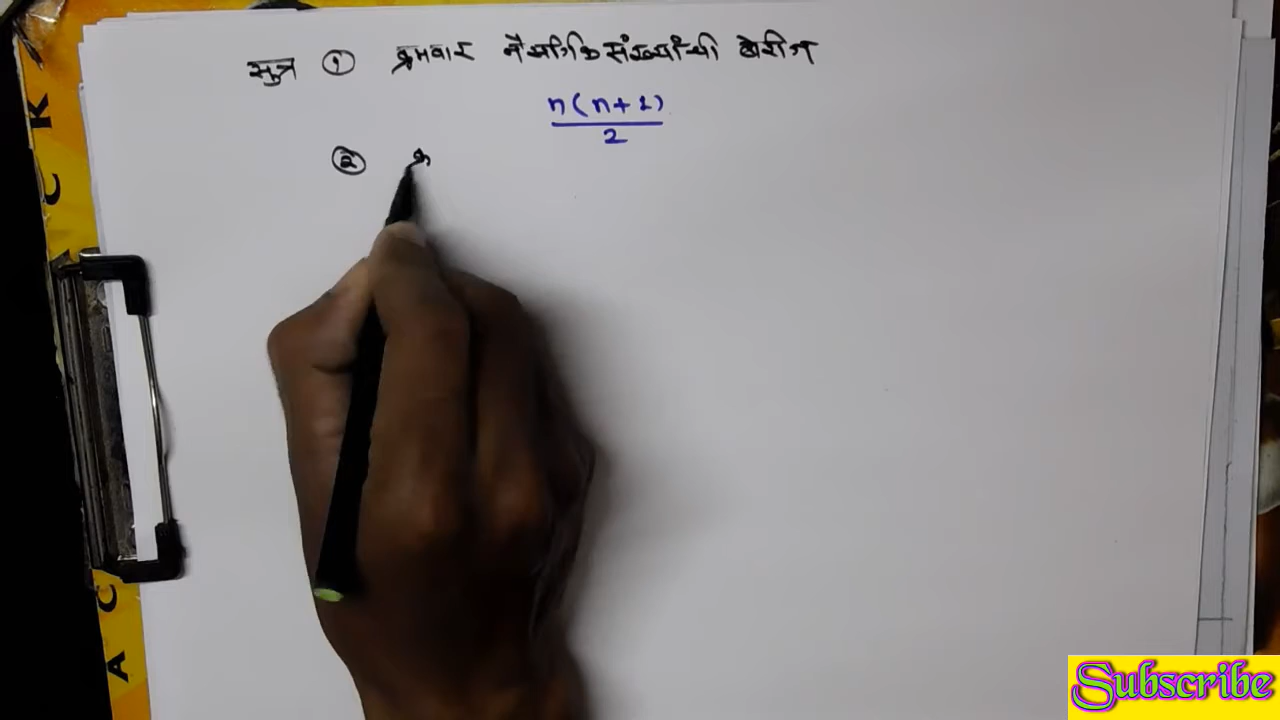 सुत्र ① क्रमवार नैसर्गिक संख्यांची बेरीज
n(n+1)
2
② क्र
C K R
C A
Subscribe